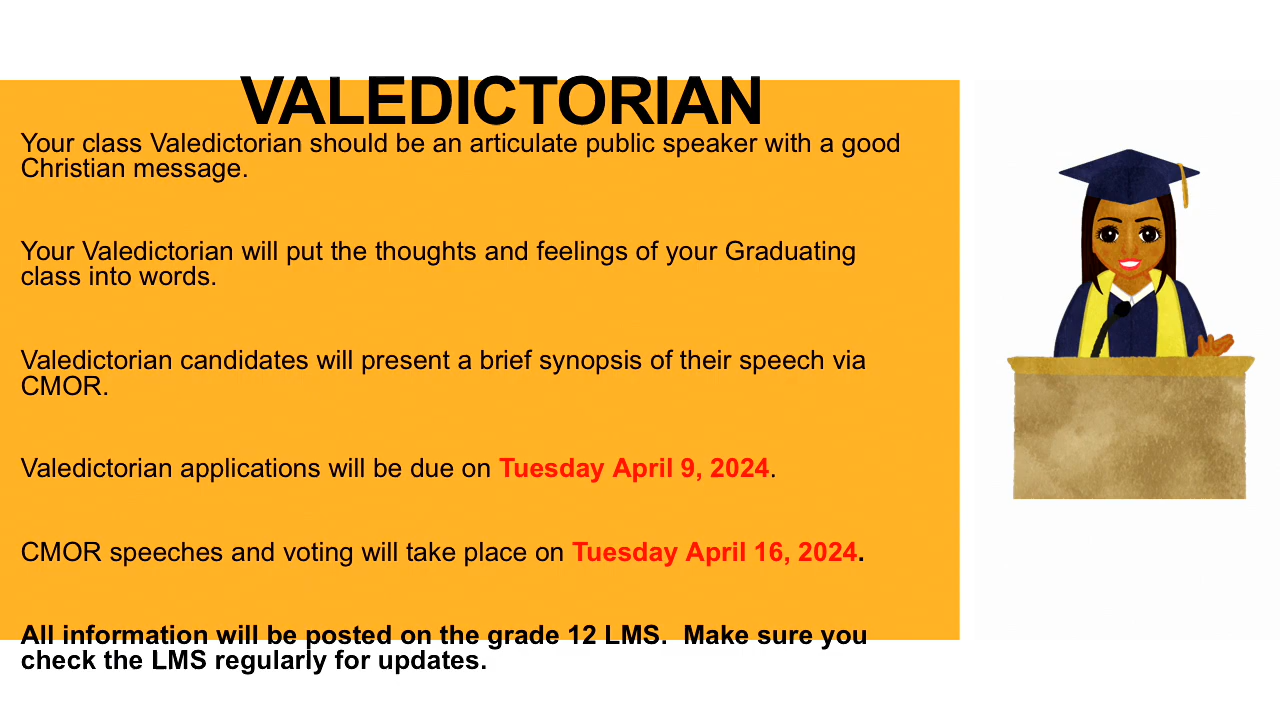 VALEDICTORIAN
Your class Valedictorian should be an articulate public speaker with a good
Christian message.
Your Valedictorian will put the thoughts and feelings of your Graduating
class into words.
Valedictorian candidates will present a brief synopsis of their speech via
CMOR.
Valedictorian applications will be due on Tuesday April 9, 2024.
CMOR speeches and voting will take place on Tuesday April 16, 2024.
All information will be posted on the grade 12 LMS.  Make sure you
check the LMS regularly for updates.